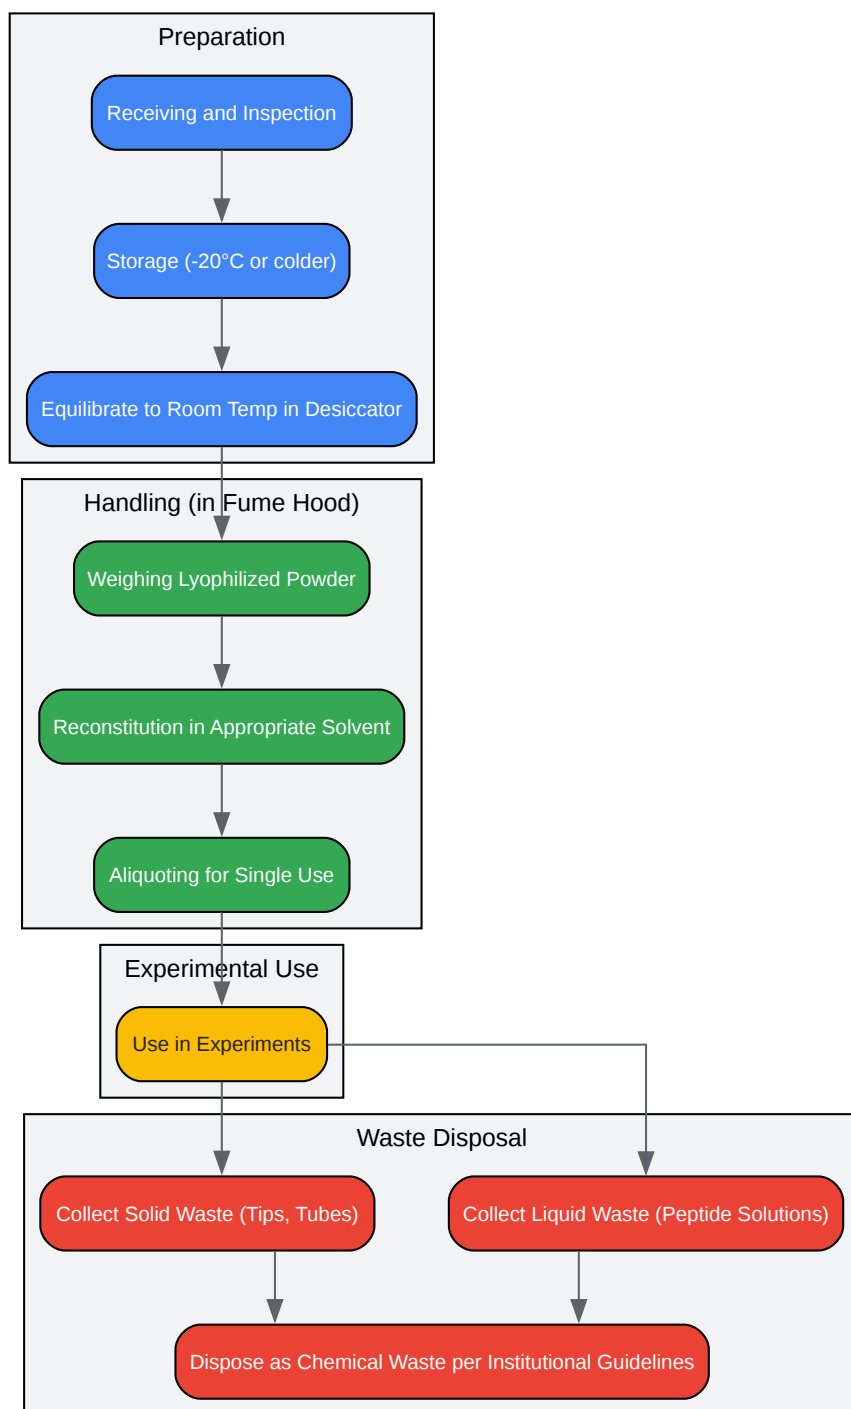 Preparation
Receiving and Inspection
Storage (-20°C or colder)
Equilibrate to Room Temp in Desiccator
Handling (in Fume Hood)
Weighing Lyophilized Powder
Reconstitution in Appropriate Solvent
Aliquoting for Single Use
Experimental Use
Use in Experiments
Waste Disposal
Collect Solid Waste (Tips, Tubes)
Collect Liquid Waste (Peptide Solutions)
Dispose as Chemical Waste per Institutional Guidelines